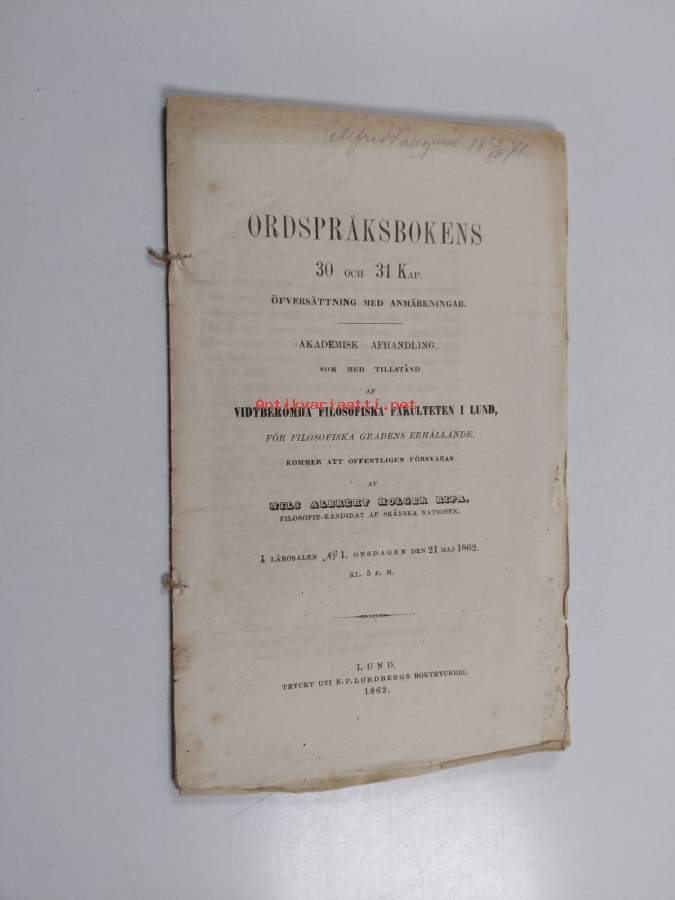 ORDSPRÅKSBOKENS
30 OCH 31 KAP.
ÖFVERSÄTTNING MED ANMÄRKNINGAR.
AKADEMISK AFHANDLING,
SOM MED TILLSTÅND
AF
Antikvariaatti.net
VIDTBERÖMDA FILOSOFISKA FAKULTETEN I LUND,
FÖR FILOSOFISKA GRADENS ERHÅLLANDE,
KOMMER ATT OFFENTLIGEN FÖRSVARAS
AF
NILS ALBREKT HOLGER RIPA,
FILOSOFIE-KANDIDAT AF SKÅNSKA NATIONEN.
Å LÄROSALEN № 1, ONSDAGEN DEN 21 MAJ 1862.
KL. 5 E. M.
LUND,
TRYCKT UTI N. P. LUNDBERGS BOKTRYCKERI,
1862.